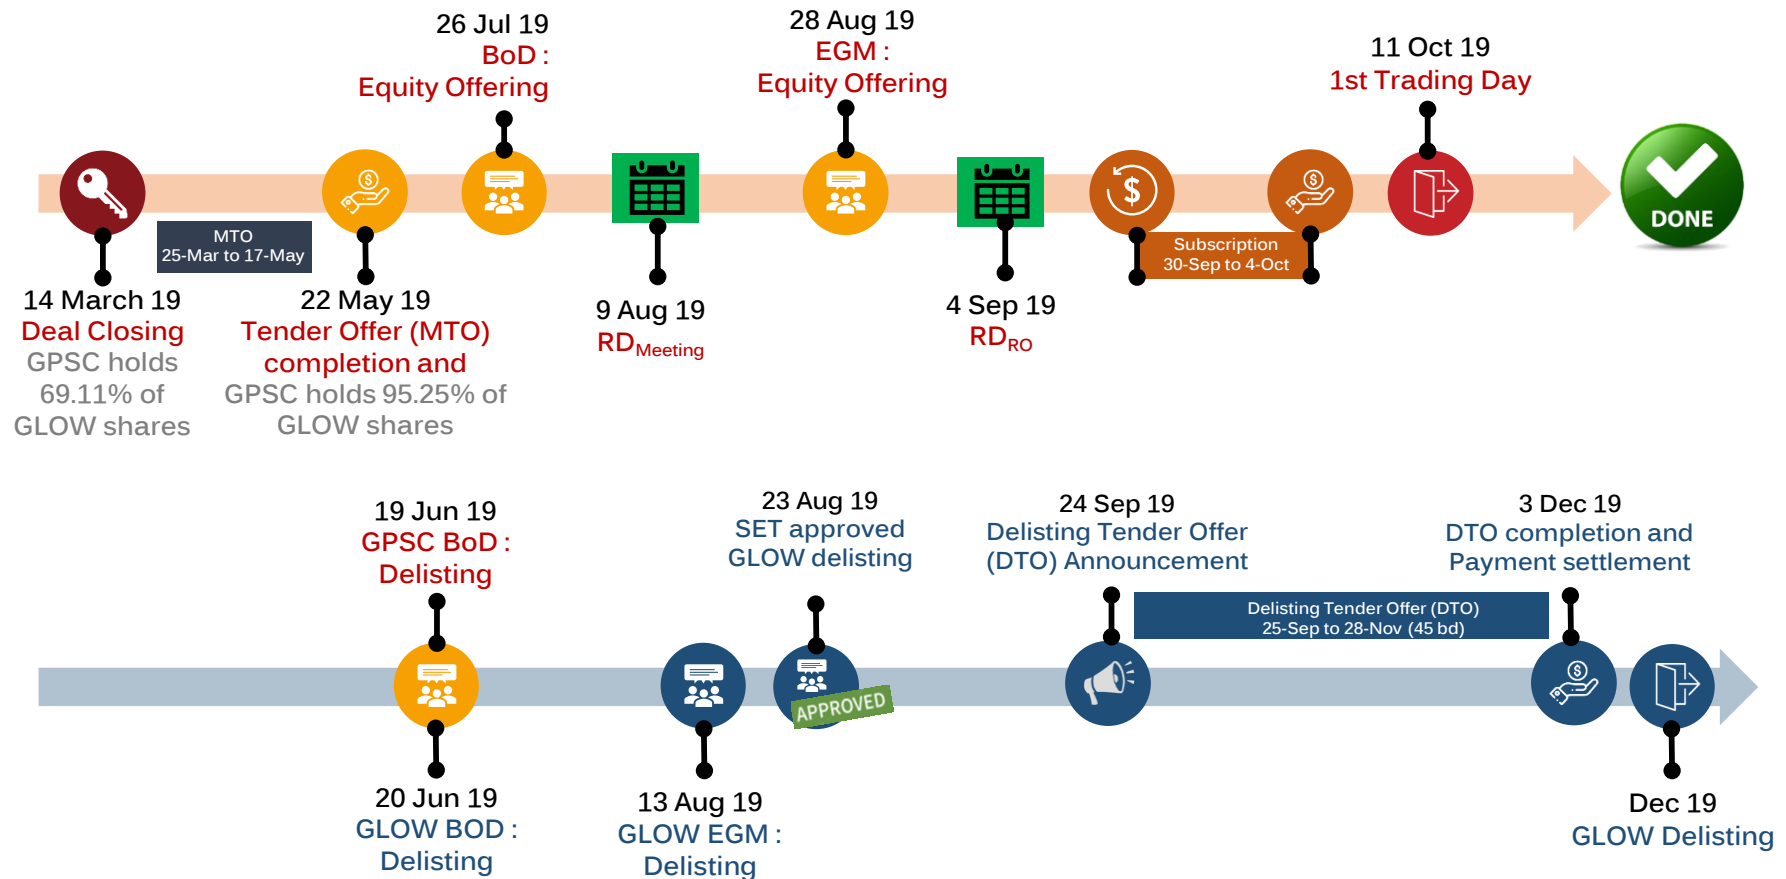 26 Jul 19
BoD :
Equity Offering
28 Aug 19
EGM :
Equity Offering
11 Oct 19
1st Trading Day
DONE
MTO
25-Mar to 17-May
Subscription
30-Sep to 4-Oct
14 March 19
Deal Closing
GPSC holds
69.11% of
GLOW shares
22 May 19
Tender Offer (MTO)
completion and
GPSC holds 95.25% of
GLOW shares
9 Aug 19
RDMeeting
4 Sep 19
RDRO
19 Jun 19
GPSC BoD :
Delisting
23 Aug 19
SET approved
GLOW delisting
24 Sep 19
Delisting Tender Offer
(DTO) Announcement
3 Dec 19
DTO completion and
Payment settlement
Delisting Tender Offer (DTO)
25-Sep to 28-Nov (45 bd)
APPROVED
20 Jun 19
GLOW BOD :
Delisting
13 Aug 19
GLOW EGM :
Delisting
Dec 19
GLOW Delisting